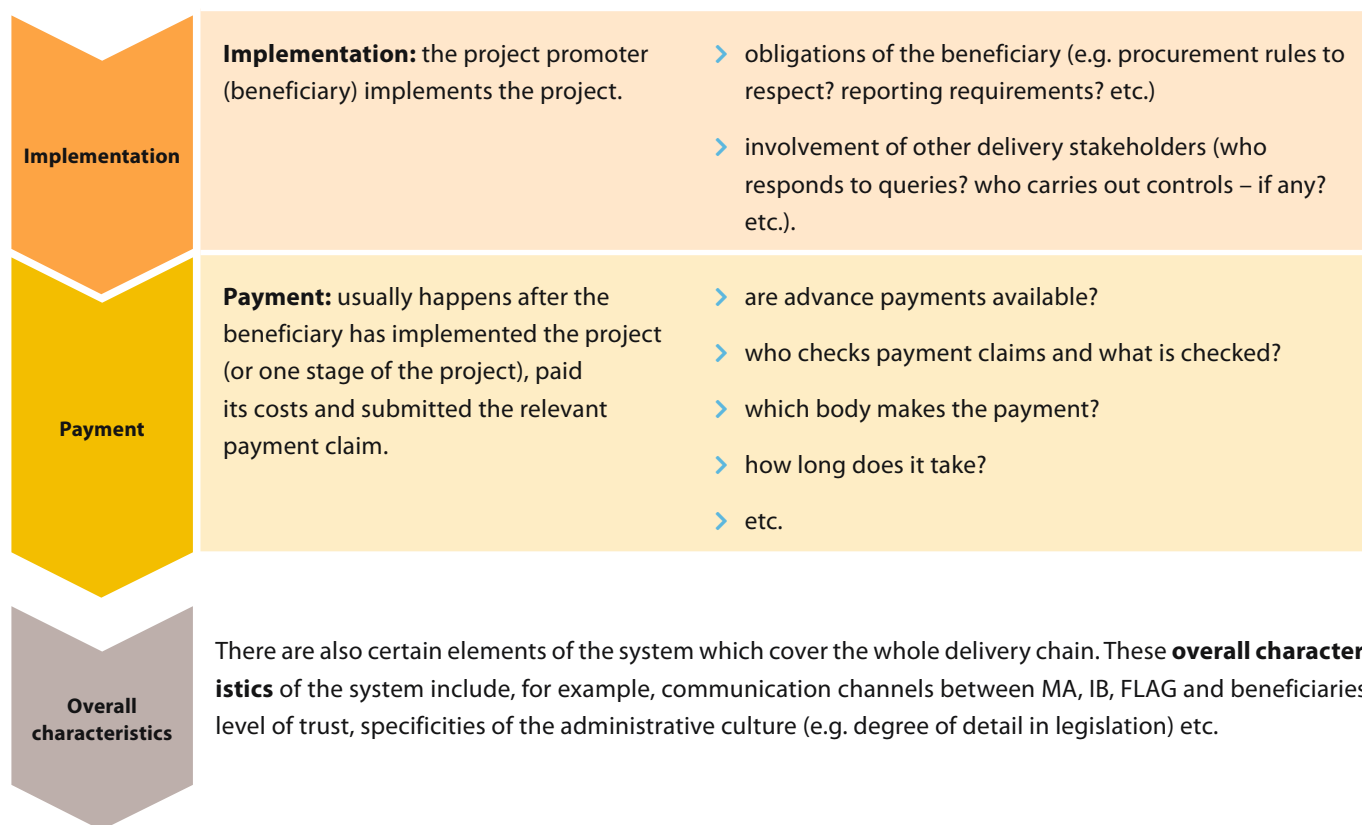 Implementation
Implementation: the project promoter
(beneficiary) implements the project.
> obligations of the beneficiary (e.g. procurement rules to
respect? reporting requirements? etc.)
> involvement of other delivery stakeholders (who
responds to queries? who carries out controls – if any?
etc.).
Payment
Payment: usually happens after the
beneficiary has implemented the project
(or one stage of the project), paid
its costs and submitted the relevant
payment claim.
> are advance payments available?
> who checks payment claims and what is checked?
> which body makes the payment?
> how long does it take?
> etc.
Overall
characteristics
There are also certain elements of the system which cover the whole delivery chain. These overall character
istics of the system include, for example, communication channels between MA, IB, FLAG and beneficiaries
level of trust, specificities of the administrative culture (e.g. degree of detail in legislation) etc.